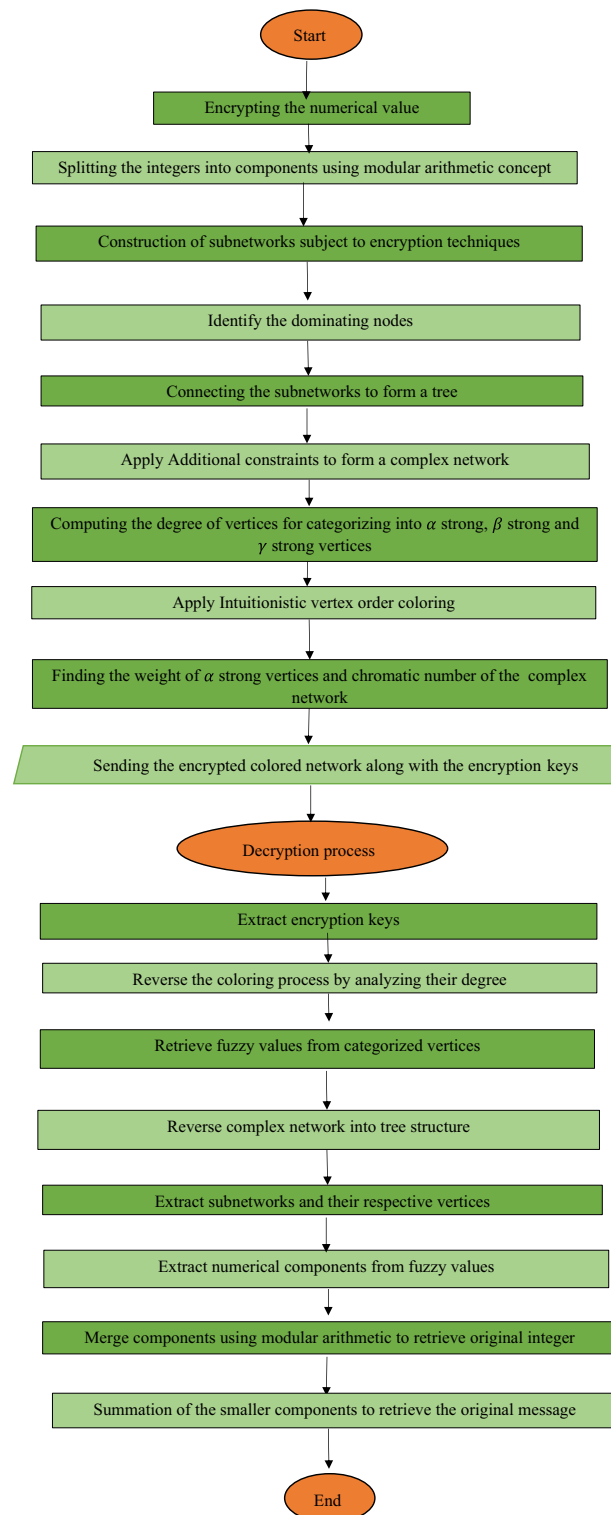 Start
Encrypting the numerical value
Splitting the integers into components using modular arithmetic concept
Construction of subnetworks subject to encryption techniques
Identify the dominating nodes
Connecting the subnetworks to form a tree
Apply Additional constraints to form a complex network
Computing the degree of vertices for categorizing into α strong, β strong and
γ strong vertices
Apply Intuitionistic vertex order coloring
Finding the weight of α strong vertices and chromatic number of the complex
network
Sending the encrypted colored network along with the encryption keys
Decryption process
Extract encryption keys
Reverse the coloring process by analyzing their degree
Retrieve fuzzy values from categorized vertices
Reverse complex network into tree structure
Extract subnetworks and their respective vertices
Extract numerical components from fuzzy values
Merge components using modular arithmetic to retrieve original integer
Summation of the smaller components to retrieve the original message
End